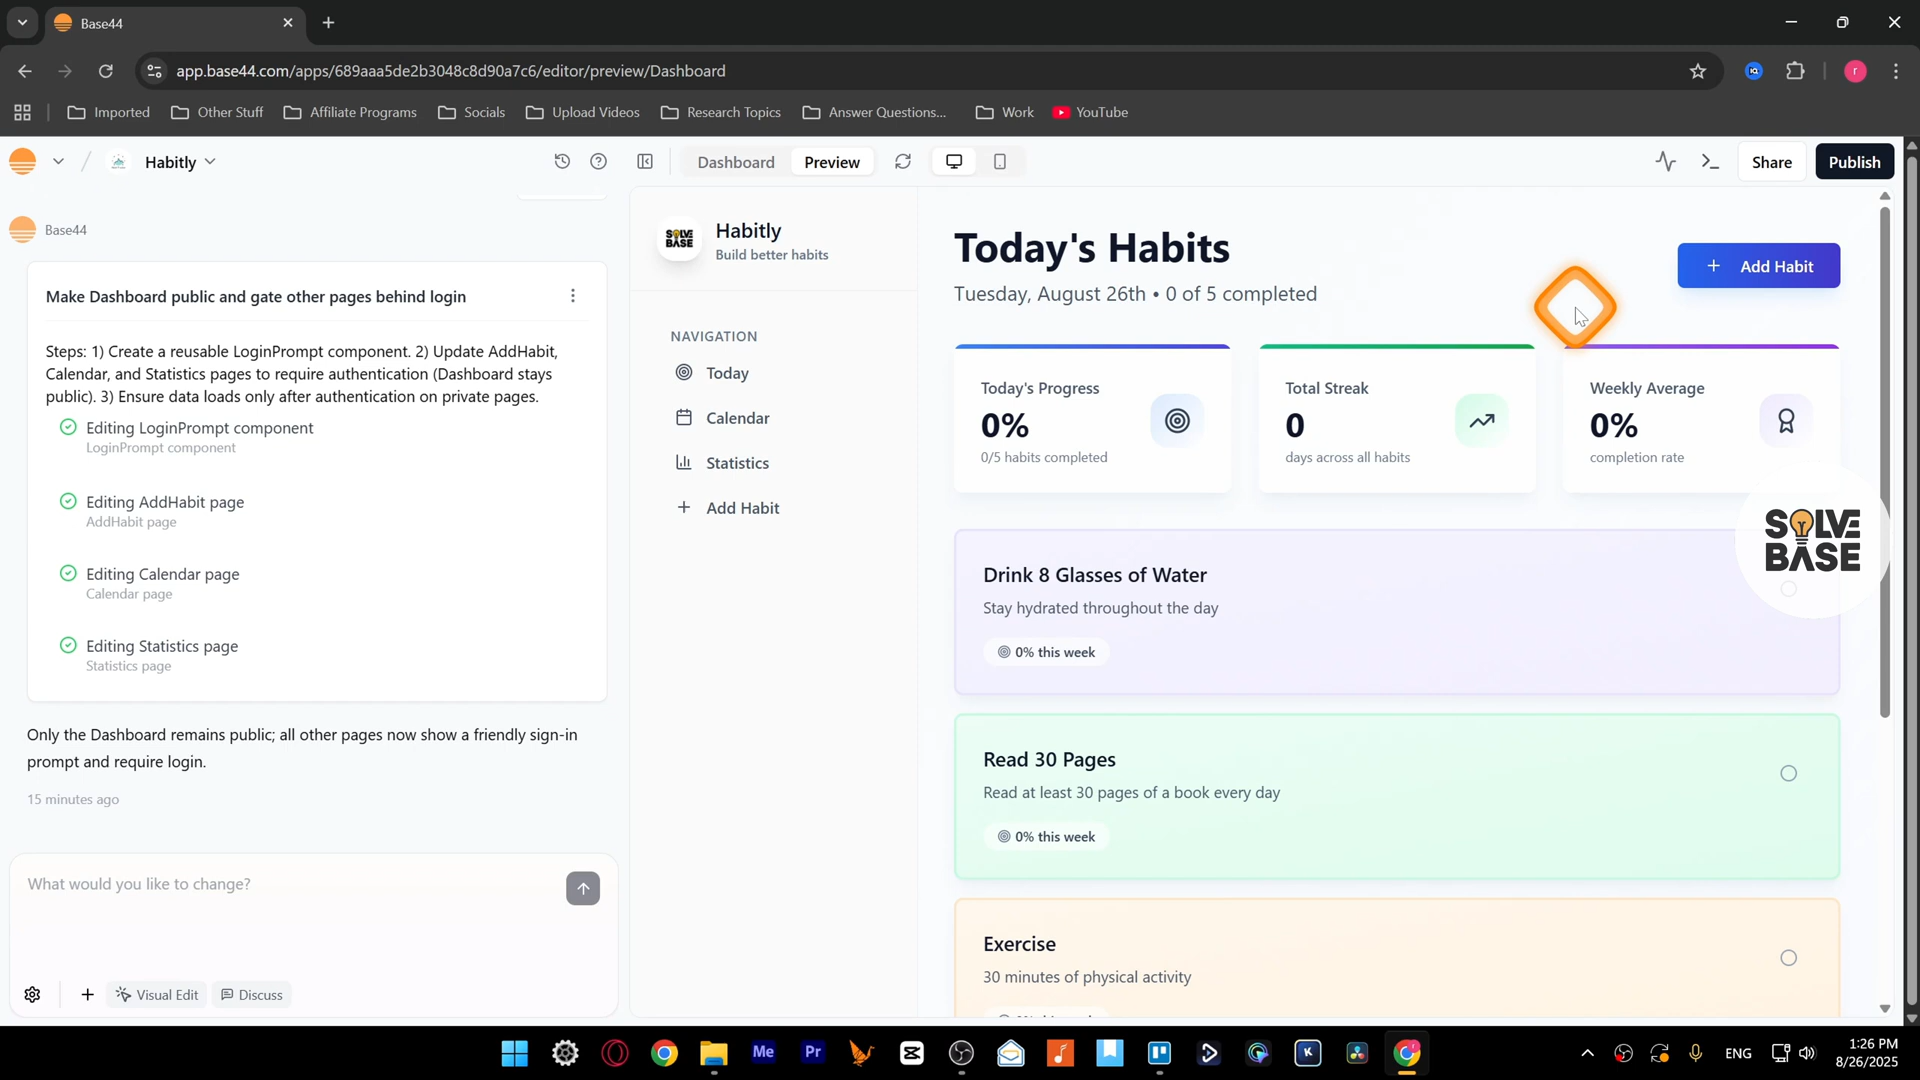 Base44
app.base44.com/apps/689aaa5de2b3048c8d90a7c6/editor/preview/Dashboard
Imported
Other Stuff
Affiliate Programs
Socials
Upload Videos
Research Topics
Answer Questions...
Work
YouTube
Habitly
Dashboard
Preview
Share
Publish
Base44
Make Dashboard public and gate other pages behind login
Steps: 1) Create a reusable LoginPrompt component. 2) Update AddHabit,
Calendar, and Statistics pages to require authentication (Dashboard stays
public). 3) Ensure data loads only after authentication on private pages.
Editing LoginPrompt component
LoginPrompt component
Editing AddHabit page
AddHabit page
Editing Calendar page
Calendar page
Editing Statistics page
Statistics page
Only the Dashboard remains public; all other pages now show a friendly sign-in
prompt and require login.
15 minutes ago
What would you like to change?
Visual Edit
Discuss
SOLVE
BASE
Habitly
Build better habits
NAVIGATION
Today
Calendar
Statistics
Add Habit
Today's Habits
Tuesday, August 26th • 0 of 5 completed
+ Add Habit
Today's Progress
0%
0/5 habits completed
Total Streak
0
days across all habits
Weekly Average
0%
completion rate
Drink 8 Glasses of Water
Stay hydrated throughout the day
0% this week
SOLVE
BASE
Read 30 Pages
Read at least 30 pages of a book every day
0% this week
Exercise
30 minutes of physical activity
Me
Pr
K
ENG
1:26 PM
8/26/2025